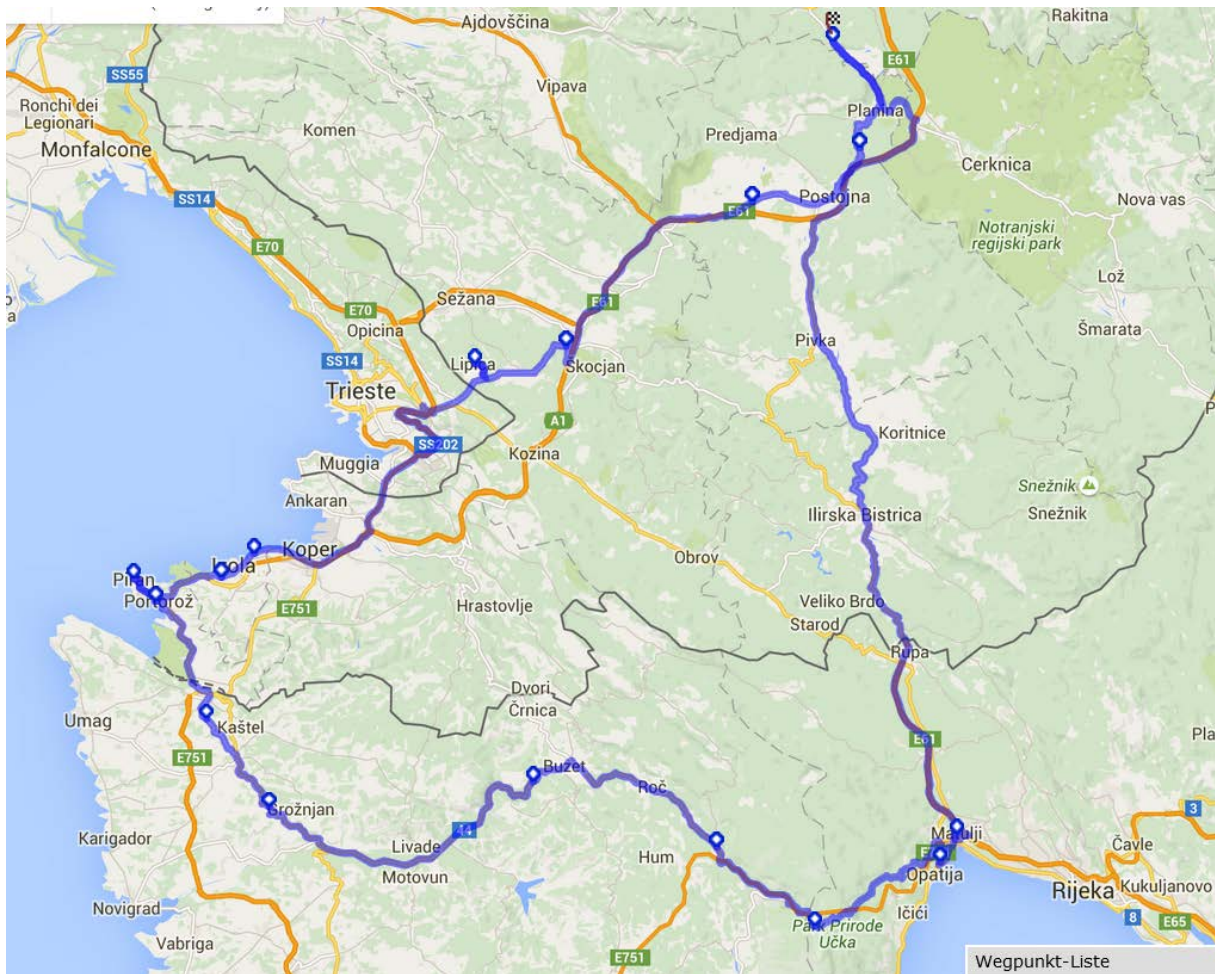 Ajdovščina
Rakitna
SS55
E61
Vipava
Ronchi dei
Legionari
Planina
Komen
Predjama
Monfalcone
Cerknica
SS14
Postojna
Nova vas
E61
Notranjski
regijski park
E70
Lož
Sežana
E61
E70
Opicina
Šmarata
Pivka
SS14
Lipica
Škocjan
Trieste
A1
Koritnice
SS202
Kozina
Muggia
Snežnik
Ankaran
Snežnik
Ilirska Bistrica
Koper
Obrov
Izola
Piran
Portorož
Veliko Brdo
E751
Hrastovlje
Starod
Rupa
Dvori
Črnica
Umag
Kaštel
E61
E751
Buzet
Roč
Grožnjan
3
44
Matulji
Karigador
Livade
Čavle
Hum
Motovun
Opatija
Rijeka
Kukuljanovo
Novigrad
Ičići
8
E65
Park Prirode
Učka
Vabriga
E751
Wegpunkt-Liste